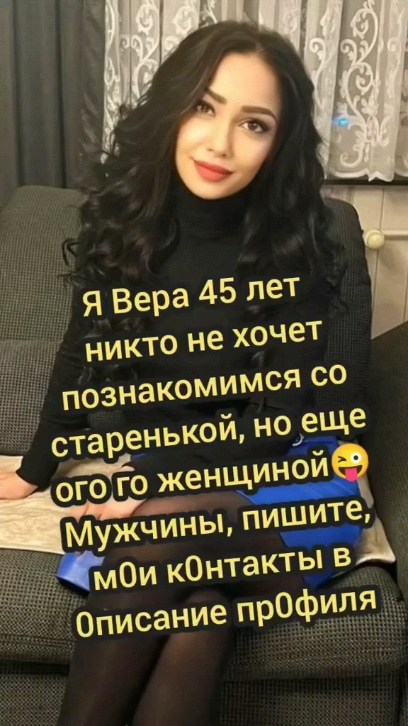 Я Вера 45 лет
никто не хочет
познакомимся со
старенькой, но еще
ого го женщиной😜
Мужчины, пишите,
м0и к0нтакты в
0писание пр0филя